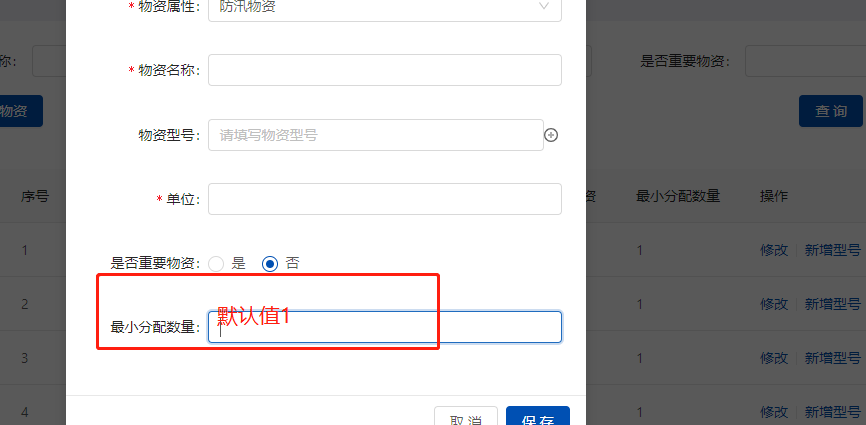 * 物资属性: 防汛物资
称: 是否重要物资:
* 物资名称:
物资 查 询
物资型号: 请填写物资型号
序号 * 单位: 资 最小分配数量 操作
1 是否重要物资: 是 否 1 修改 新增型号
2 最小分配数量: 默认值1 1 修改 新增型号
3 1 修改 新增型号
4 取 消 保 存 1 修改 新增型号